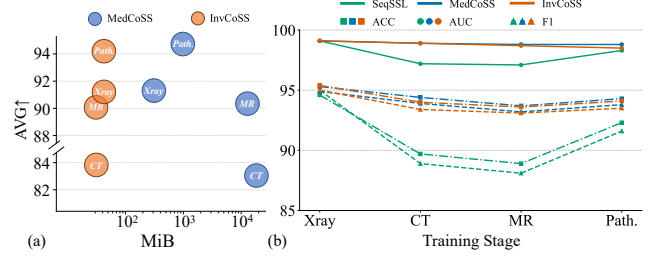 MedCoSS InvCoSS
AVG↑
94
92
90
88
84
82
Path.
Path.
Xray
Xray
MR
MR
CT
CT
10² 10³ 10⁴
(a) MiB
SeqSSL MedCoSS InvCoSS
ACC AUC F1
100
95
90
85
Xray CT MR Path.
(b) Training Stage